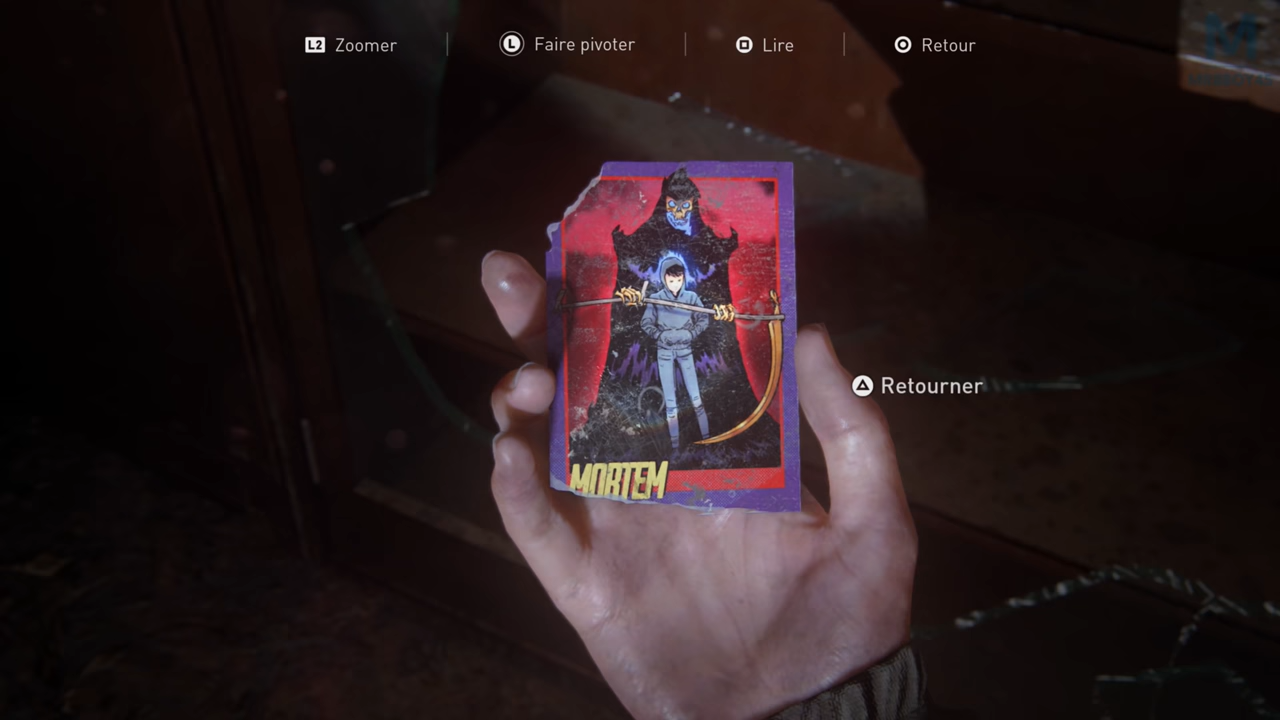 L2 Zoomer
L Faire pivoter
Lire
Retour
Retourner
MORTEM